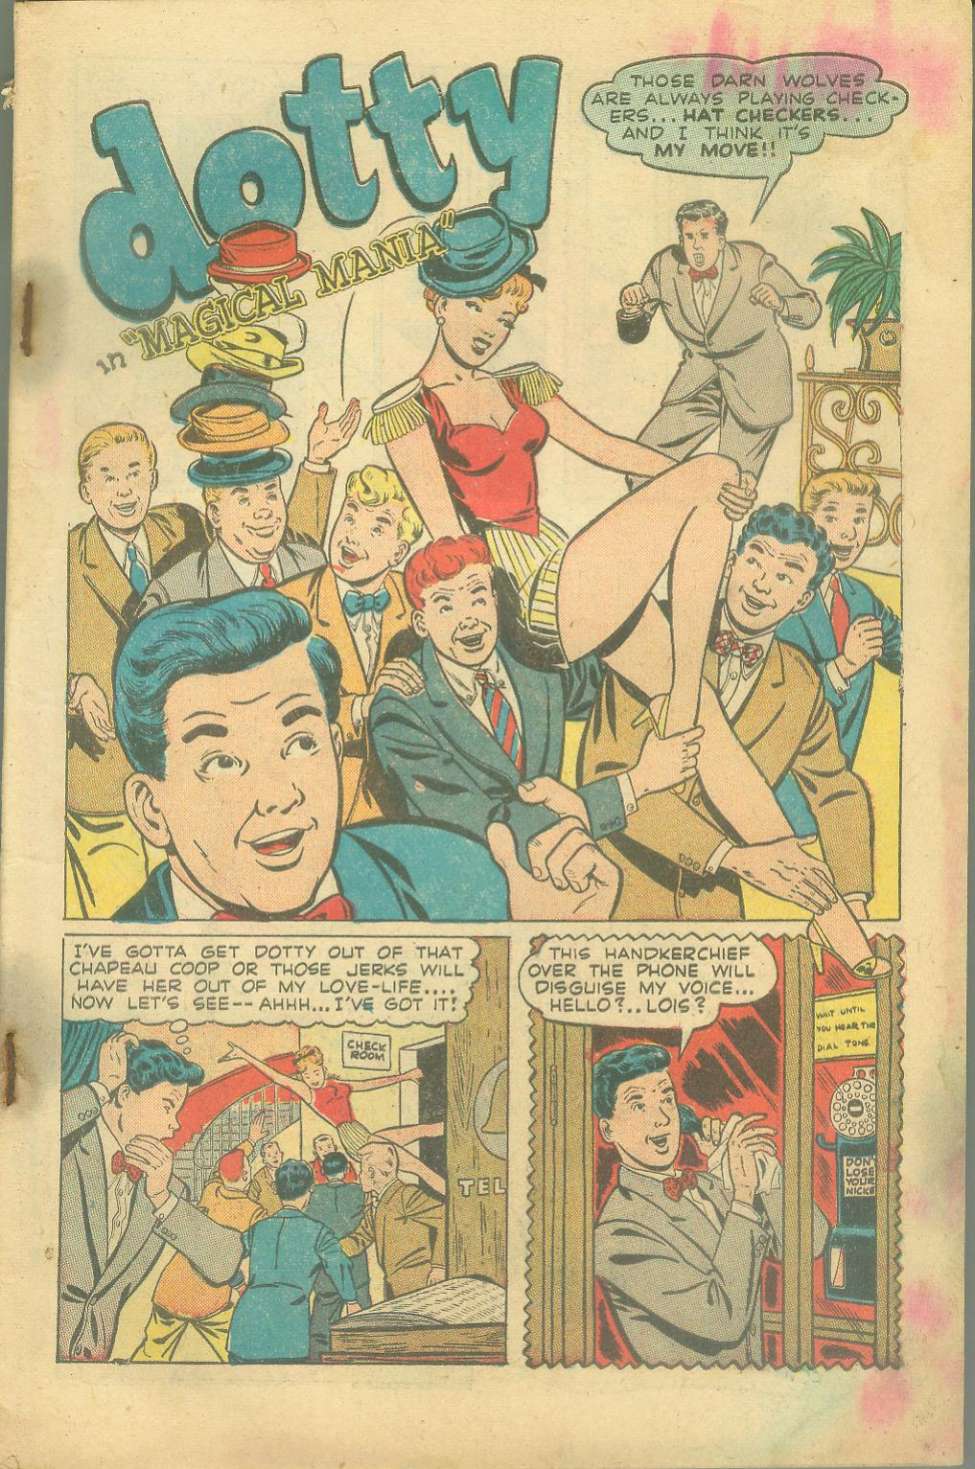 dotty
in "MAGICAL MANIA"
THOSE DARN WOLVES
ARE ALWAYS PLAYING CHECK-
ERS... HAT CHECKERS...
AND I THINK IT'S
MY MOVE!!
I'VE GOTTA GET DOTTY OUT OF THAT
CHAPEAU COOP OR THOSE JERKS WILL
HAVE HER OUT OF MY LOVE-LIFE....
NOW LET'S SEE--AHHH...I'VE GOT IT!
CHECK
ROOM
TEL
THIS HANDKERCHIEF
OVER THE PHONE WILL
DISGUISE MY VOICE...
HELLO?..LOIS?
WAIT UNTIL
YOU HEAR THE
DIAL TONE
DON'T
LOSE
YOUR
NICKE